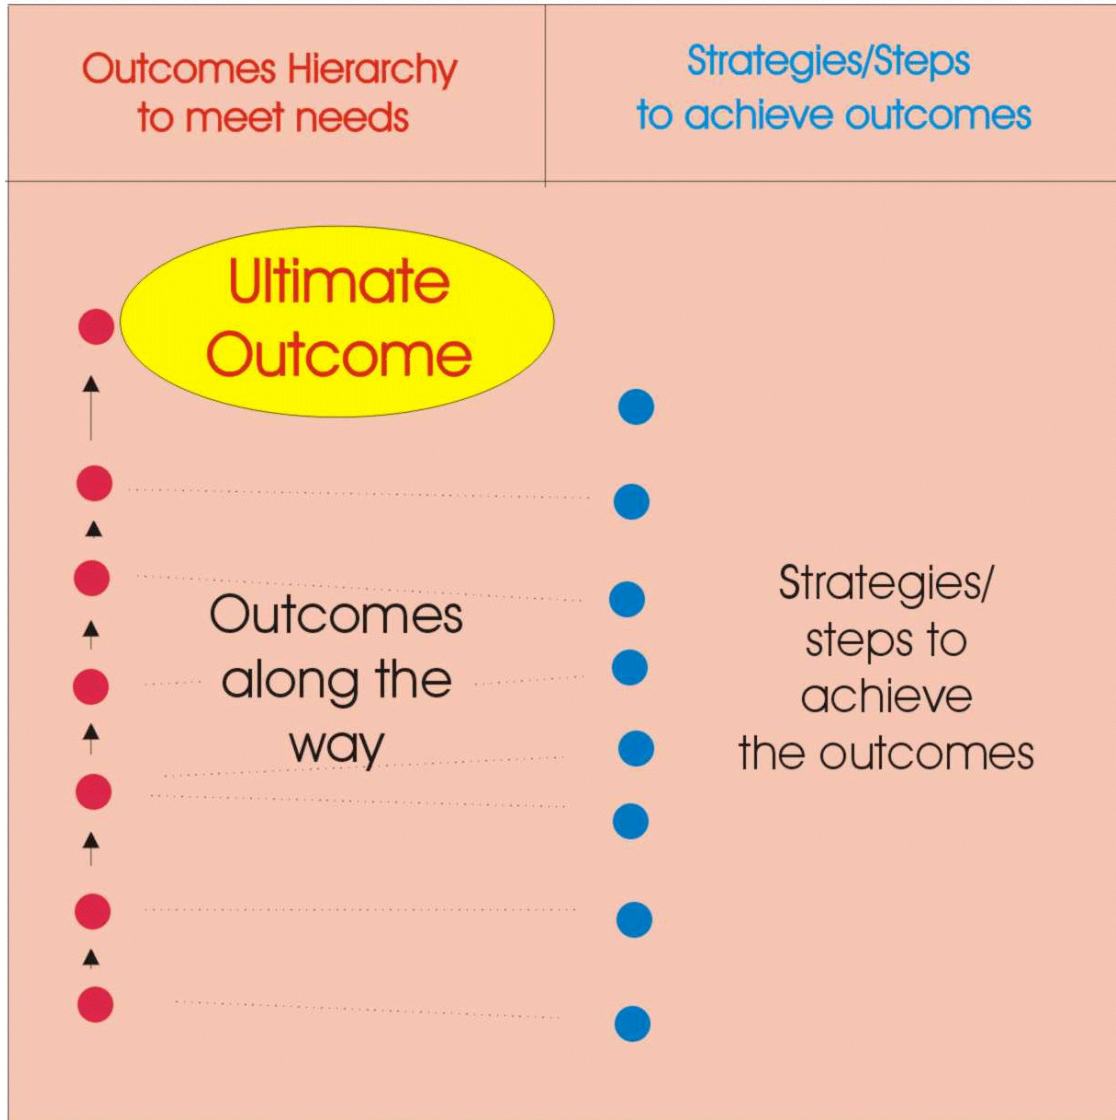 Outcomes Hierarchy
to meet needs
Strategies/Steps
to achieve outcomes
Ultimate
Outcome
Outcomes
along the
way
Strategies/
steps to
achieve
the outcomes